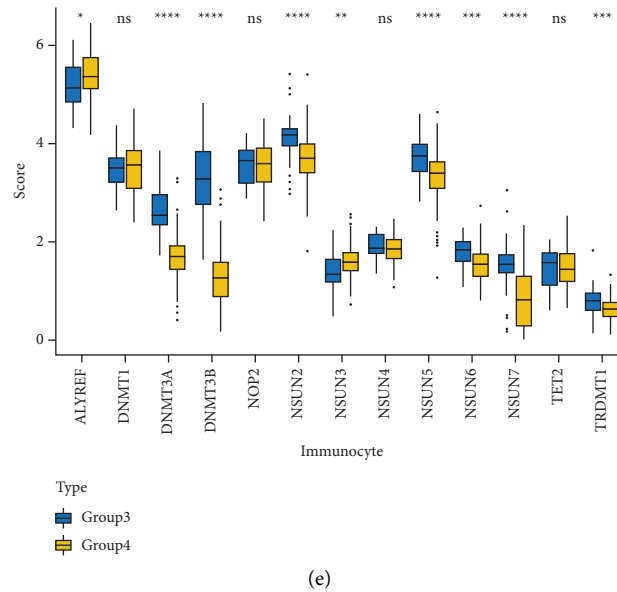 * ns **** **** ns **** ** ns **** *** **** ns ***
6
4
2
0
Score
ALYREF
DNMT1
DNMT3A
DNMT3B
NOP2
NSUN2
NSUN3
NSUN4
NSUN5
NSUN6
NSUN7
TET2
TRDMT1
Immunocyte
Type
Group3
Group4
(e)